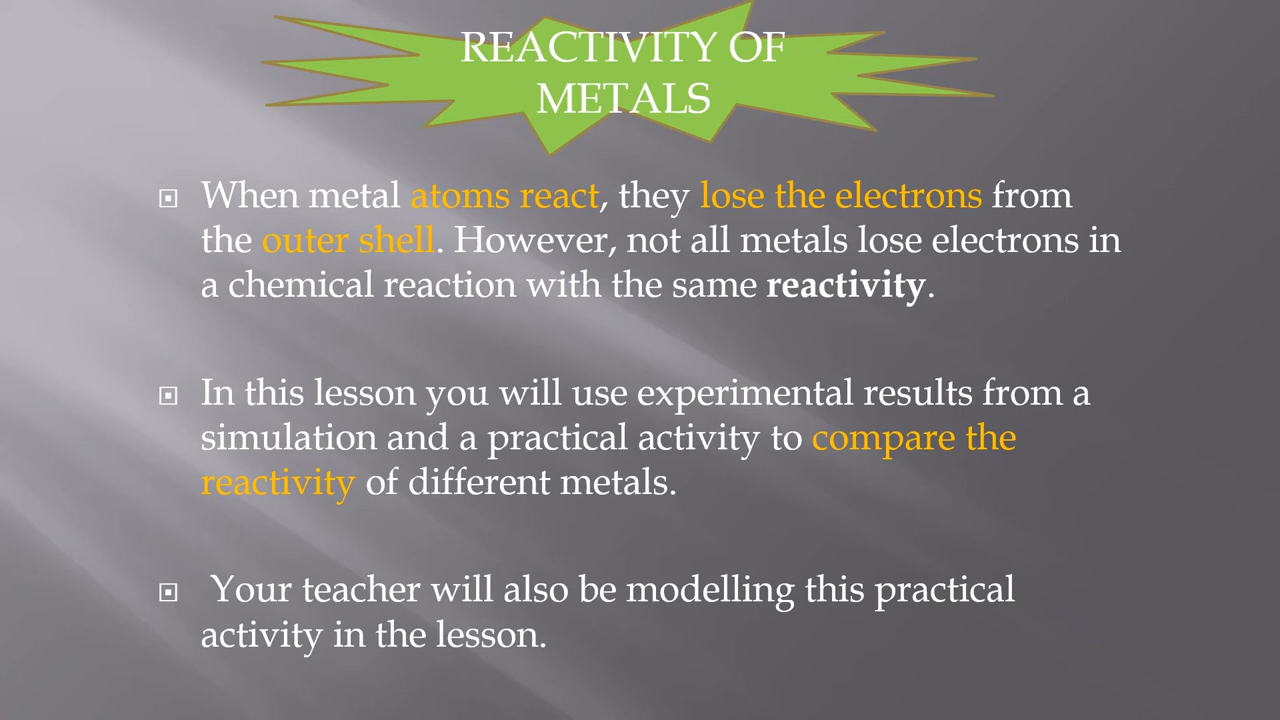 REACTIVITY OF
METALS
When metal atoms react, they lose the electrons from
the outer shell. However, not all metals lose electrons in
a chemical reaction with the same reactivity.
In this lesson you will use experimental results from a
simulation and a practical activity to compare the
reactivity of different metals.
Your teacher will also be modelling this practical
activity in the lesson.